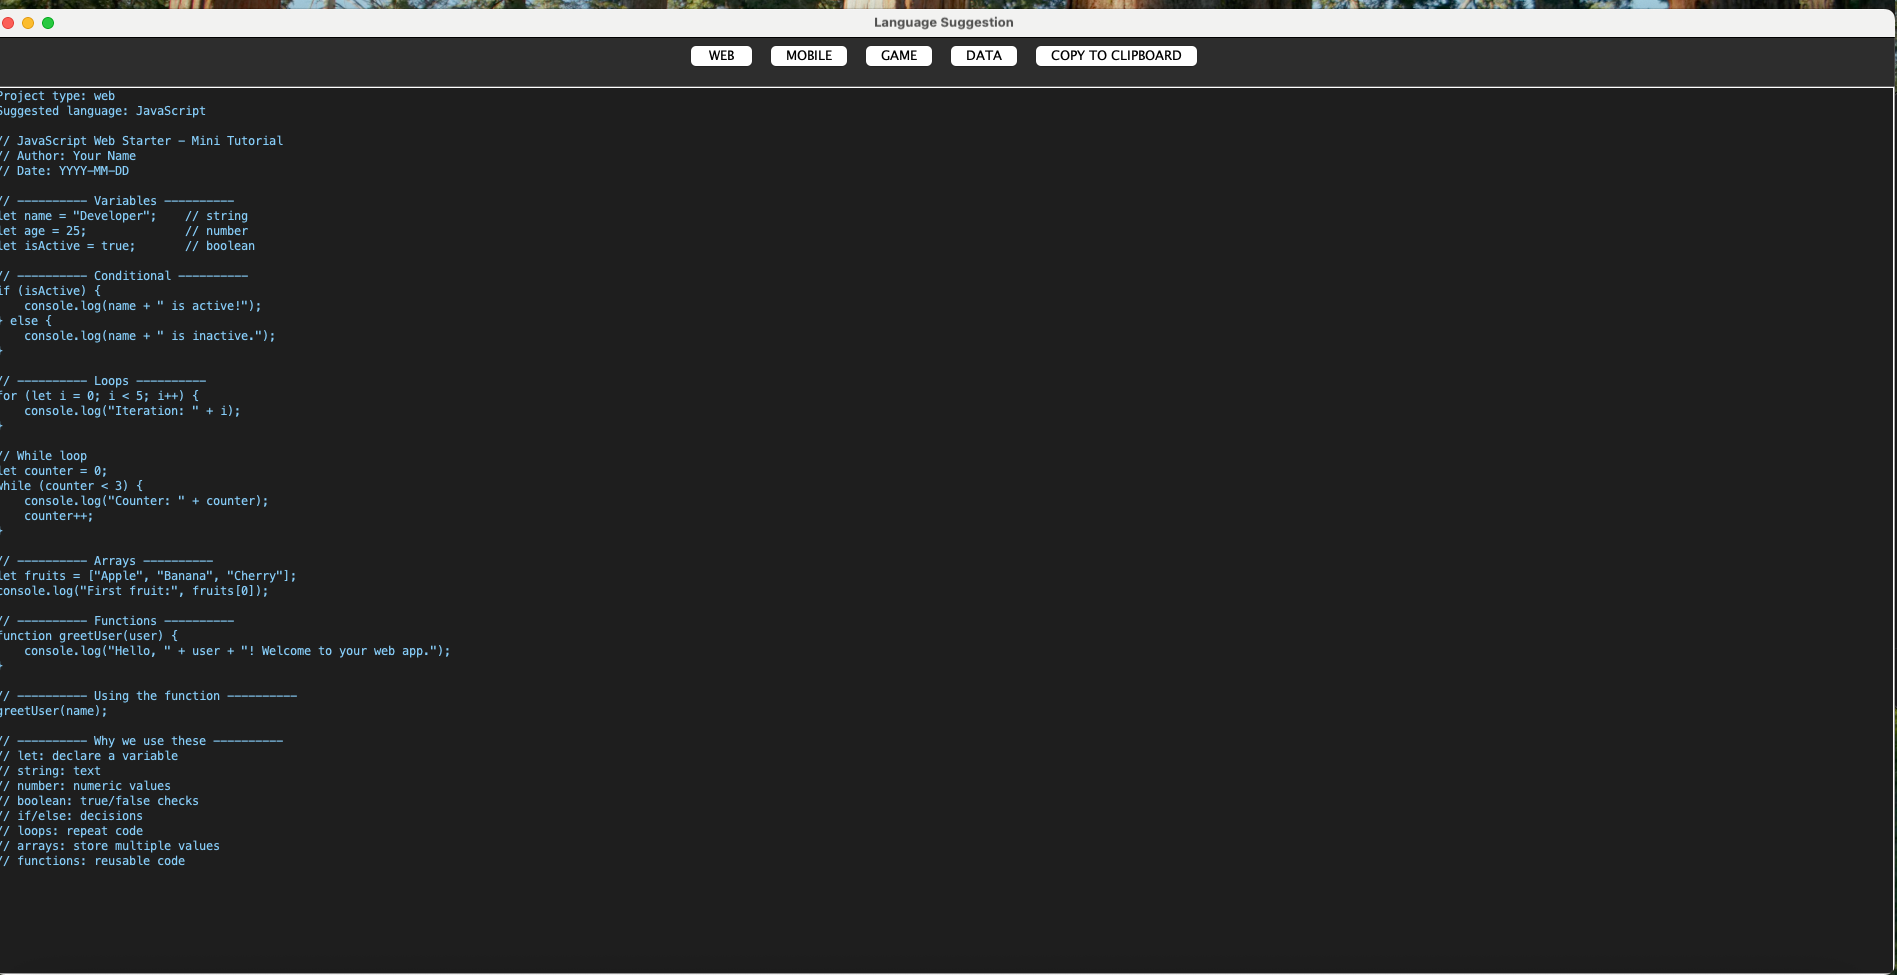 Language Suggestion
WEB MOBILE GAME DATA COPY TO CLIPBOARD
Project type: web
Suggested language: JavaScript
// JavaScript Web Starter – Mini Tutorial
// Author: Your Name
// Date: YYYY-MM-DD
// ---------- Variables ----------
let name = "Developer";    // string
let age = 25;              // number
let isActive = true;       // boolean
// ---------- Conditional ----------
if (isActive) {
    console.log(name + " is active!");
} else {
    console.log(name + " is inactive.");
}
// ---------- Loops ----------
for (let i = 0; i < 5; i++) {
    console.log("Iteration: " + i);
}
// While loop
let counter = 0;
while (counter < 3) {
    console.log("Counter: " + counter);
    counter++;
}
// ---------- Arrays ----------
let fruits = ["Apple", "Banana", "Cherry"];
console.log("First fruit:", fruits[0]);
// ---------- Functions ----------
function greetUser(user) {
    console.log("Hello, " + user + "! Welcome to your web app.");
}
// ---------- Using the function ----------
greetUser(name);
// ---------- Why we use these ----------
// let: declare a variable
// string: text
// number: numeric values
// boolean: true/false checks
// if/else: decisions
// loops: repeat code
// arrays: store multiple values
// functions: reusable code